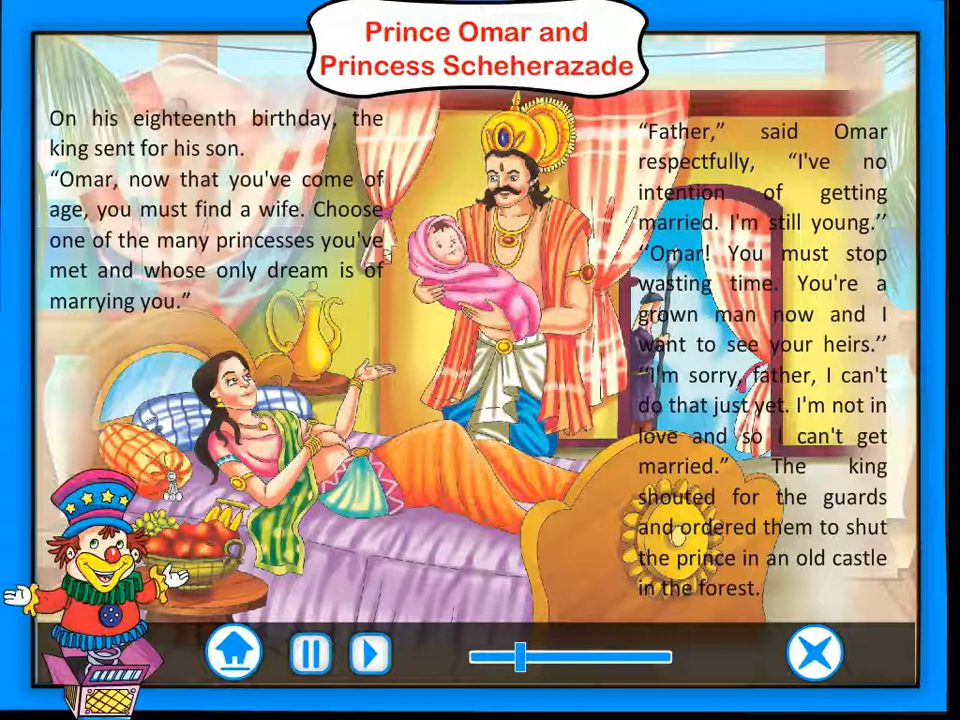 Prince Omar and
Princess Scheherazade
On his eighteenth birthday, the
king sent for his son.
“Omar, now that you've come of
age, you must find a wife. Choose
one of the many princesses you've
met and whose only dream is of
marrying you.”
“Father,” said Omar
respectfully, “I've no
intention of getting
married. I'm still young.’’
‘‘Omar! You must stop
wasting time. You're a
grown man now and I
want to see your heirs.’’
‘‘I'm sorry, father, I can't
do that just yet. I'm not in
love and so I can't get
married.” The king
shouted for the guards
and ordered them to shut
the prince in an old castle
in the forest.